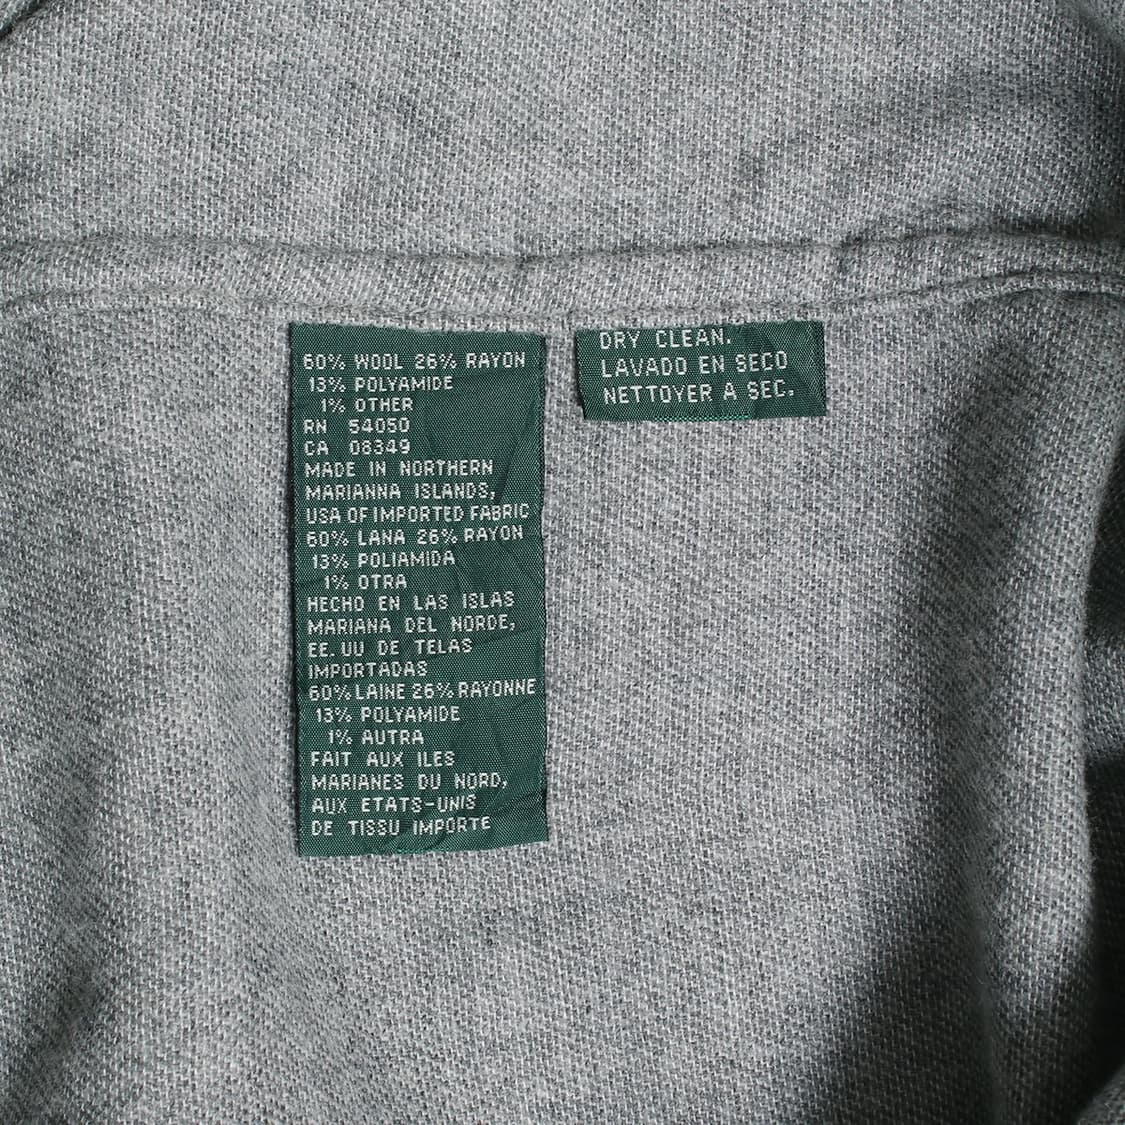 60% WOOL 26% RAYON
13% POLYAMIDE
1% OTHER
RN 54050
CA 08349
MADE IN NORTHERN
MARIANNA ISLANDS,
USA OF IMPORTED FABRIC
60% LANA 26% RAYON
13% POLIAMIDA
1% OTRA
HECHO EN LAS ISLAS
MARIANA DEL NORDE,
EE.UU DE TELAS
IMPORTADAS
60% LAINE 26% RAYONNE
13% POLYAMIDE
1% AUTRA
FAIT AUX ILES
MARIANES DU NORD,
AUX ETATS-UNIS
DE TISSU IMPORTE
DRY CLEAN.
LAVADO EN SECO
NETTOYER A SEC.